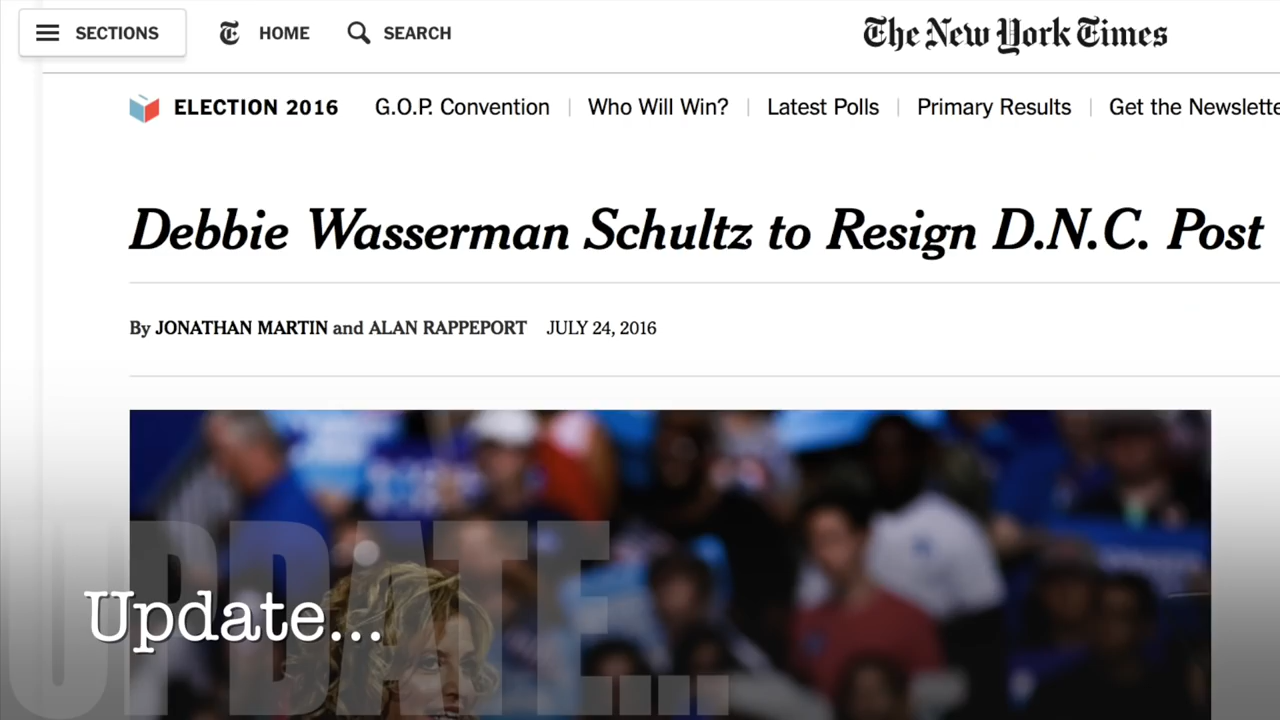 SECTIONS HOME SEARCH The New York Times
ELECTION 2016 G.O.P. Convention Who Will Win? Latest Polls Primary Results Get the Newslette
Debbie Wasserman Schultz to Resign D.N.C. Post
By JONATHAN MARTIN and ALAN RAPPEPORT JULY 24, 2016
UPDATE...
Update...